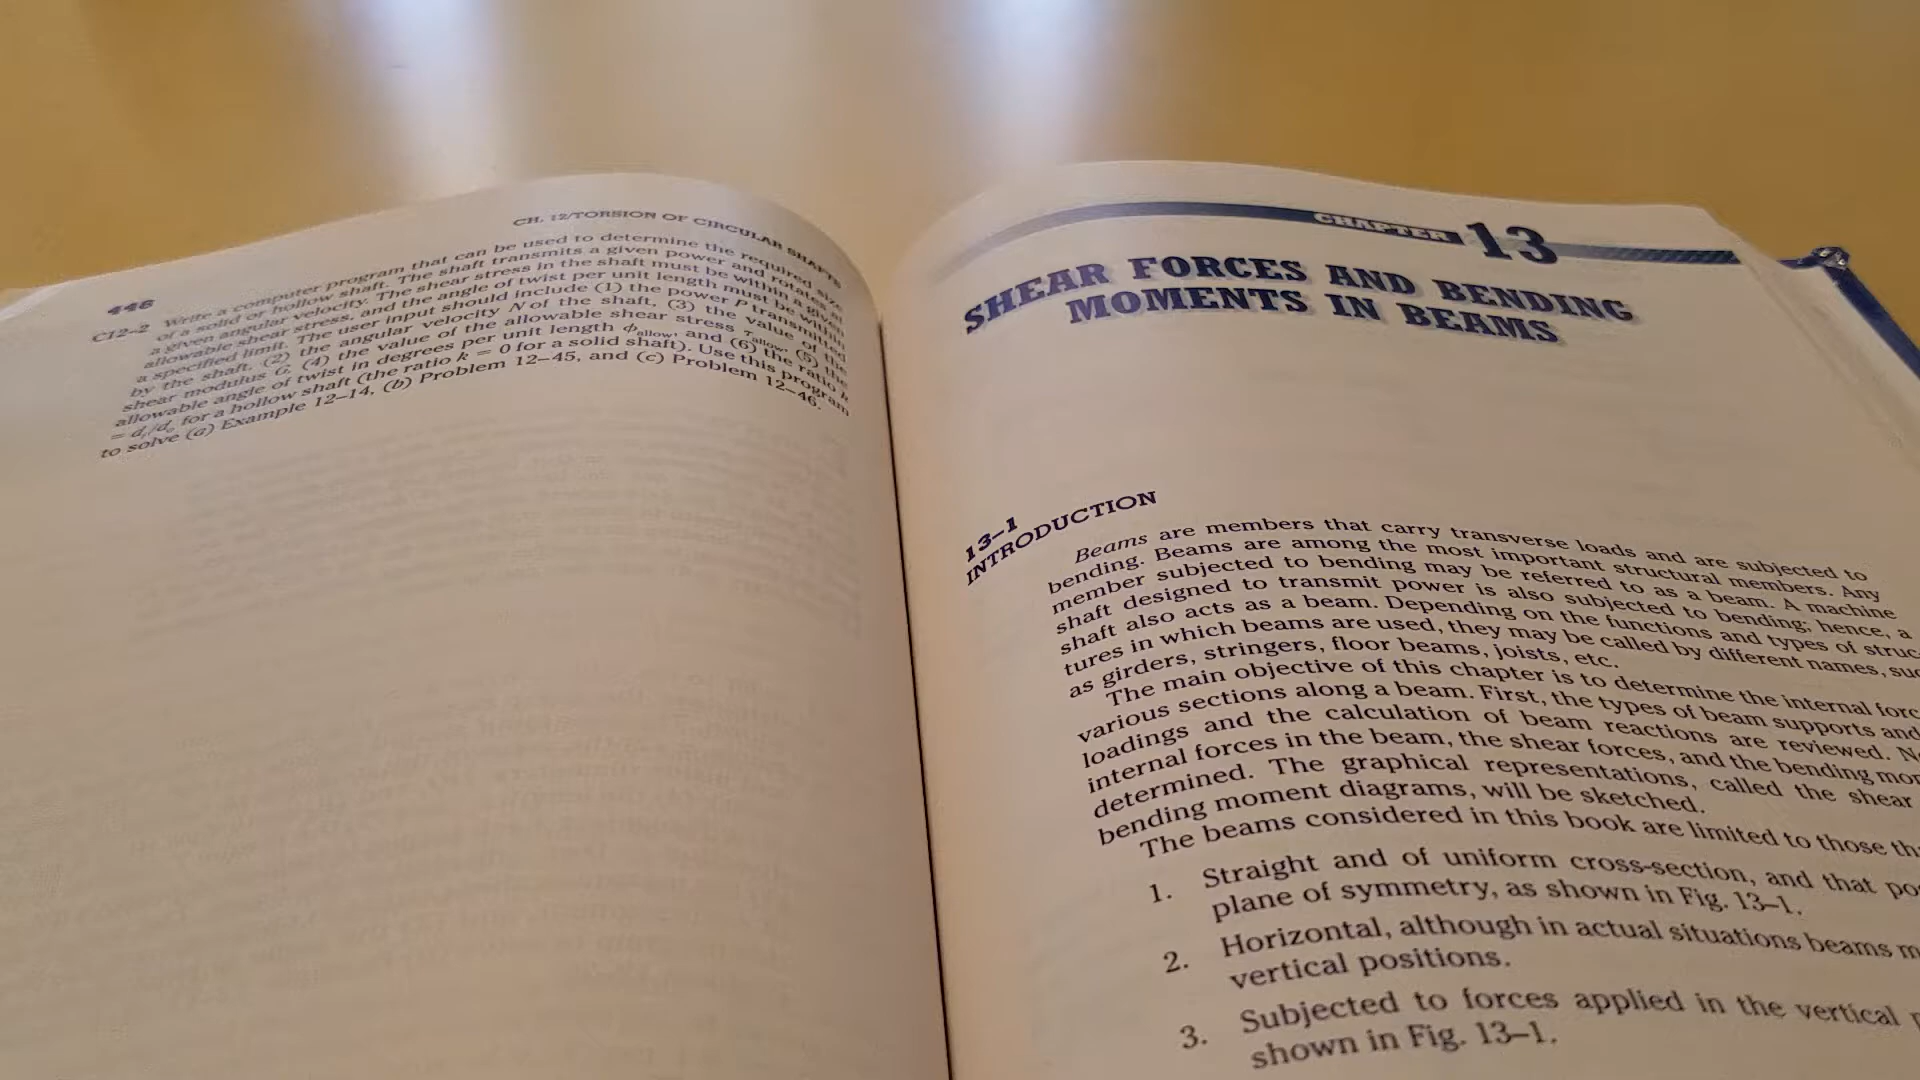 446
CH. 12/TORSION OF CIRCULAR SHAFTS
C12–2 Write a computer program that can be used to determine the required size
of a solid or hollow shaft. The shaft transmits a given power and rotates at
a given angular velocity. The shear stress in the shaft must be within a given
allowable shear stress, and the angle of twist per unit length must be within
a specified limit. The user input should include (1) the power P transmitted
by the shaft, (2) the angular velocity N of the shaft, (3) the value of the
shear modulus G, (4) the value of the allowable shear stress τallow, (5) the
allowable angle of twist in degrees per unit length ϕallow, and (6) the ratio k
= di/do for a hollow shaft (the ratio k = 0 for a solid shaft). Use this program
to solve (a) Example 12–14, (b) Problem 12–45, and (c) Problem 12–46.
CHAPTER 13
SHEAR FORCES AND BENDING
MOMENTS IN BEAMS
13–1
INTRODUCTION
Beams are members that carry transverse loads and are subjected to
bending. Beams are among the most important structural members. Any
member subjected to bending may be referred to as a beam. A machine
shaft designed to transmit power is also subjected to bending; hence, a
shaft also acts as a beam. Depending on the functions and types of struc-
tures in which beams are used, they may be called by different names, suc
as girders, stringers, floor beams, joists, etc.
The main objective of this chapter is to determine the internal forc
various sections along a beam. First, the types of beam supports and
loadings and the calculation of beam reactions are reviewed. N
internal forces in the beam, the shear forces, and the bending mom
determined. The graphical representations, called the shear
bending moment diagrams, will be sketched.
The beams considered in this book are limited to those th
1. Straight and of uniform cross-section, and that po
plane of symmetry, as shown in Fig. 13–1.
2. Horizontal, although in actual situations beams m
vertical positions.
3. Subjected to forces applied in the vertical
shown in Fig. 13–1.